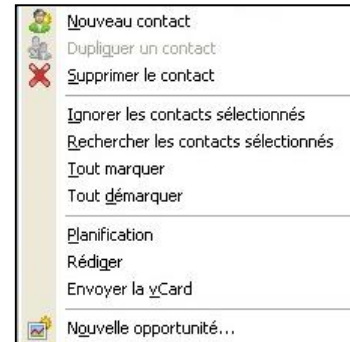 Nouveau contact
Dupliquer un contact
Supprimer le contact
Ignorer les contacts sélectionnés
Rechercher les contacts sélectionnés
Tout marquer
Tout démarquer
Planification
Rédiger
Envoyer la vCard
Nouvelle opportunité...